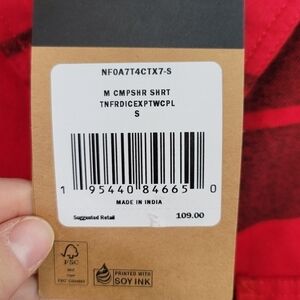 NF0A7T4CTX7-S
M CMPSHR SHRT
TNFRDICEXPTWCPL
S
1 95440 84665 0
MADE IN INDIA
Suggested Retail 109.00
FSC
PRINTED WITH
SOY INK